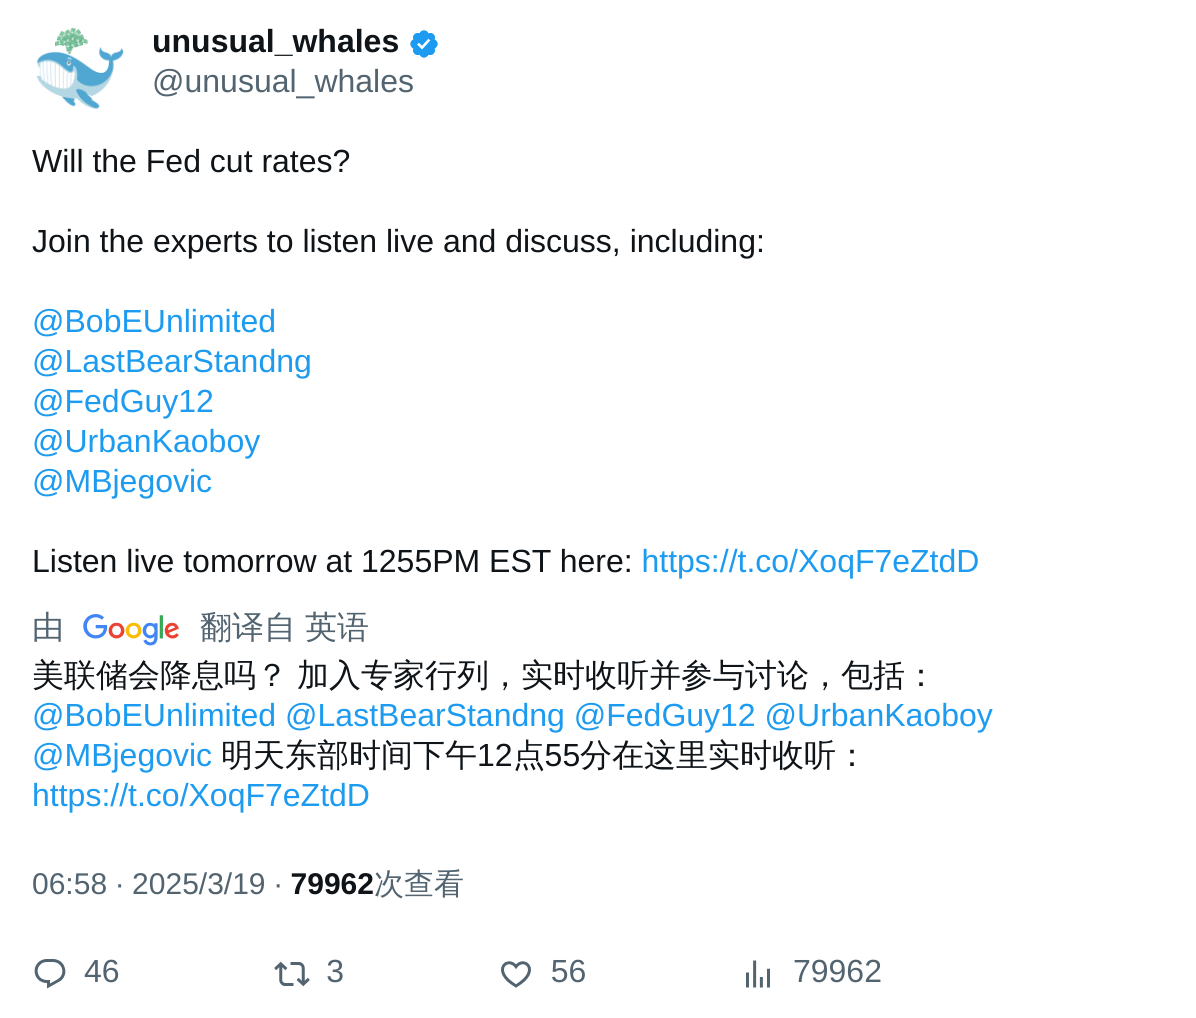 unusual_whales
@unusual_whales
Will the Fed cut rates?
Join the experts to listen live and discuss, including:
@BobEUnlimited
@LastBearStandng
@FedGuy12
@UrbanKaoboy
@MBjegovic
Listen live tomorrow at 1255PM EST here: https://t.co/XoqF7eZtdD
由 Google 翻译自 英语
美联储会降息吗？ 加入专家行列，实时收听并参与讨论，包括：
@BobEUnlimited @LastBearStandng @FedGuy12 @UrbanKaoboy
@MBjegovic 明天东部时间下午12点55分在这里实时收听：
https://t.co/XoqF7eZtdD
06:58 · 2025/3/19 · 79962次查看
46 3 56 79962